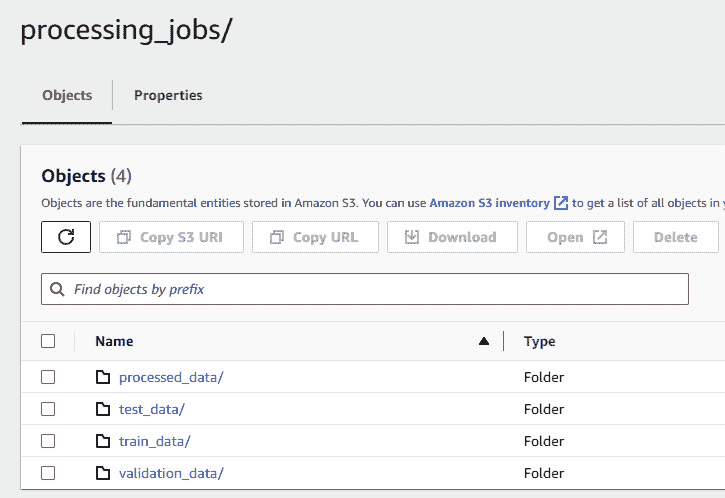 processing_jobs/
Objects Properties
Objects (4)
Objects are the fundamental entities stored in Amazon S3. You can use Amazon S3 inventory to get a list of all objects in
Copy S3 URI Copy URL Download Open Delete
Find objects by prefix
Name Type
processed_data/ Folder
test_data/ Folder
train_data/ Folder
validation_data/ Folder